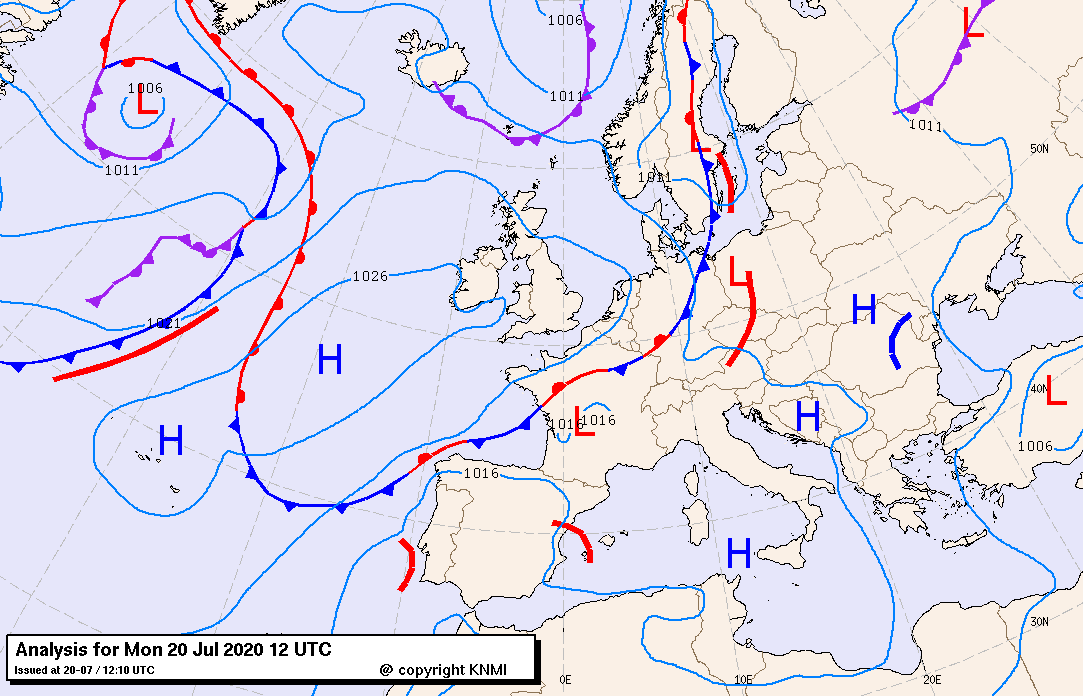 1006
1006
L
L
1011
1011
50N
1011
L
1011
1026
L
H
1021
H
40N
L
H
H
1016
L
1016
1006
1016
H
30N
Analysis for Mon 20 Jul 2020 12 UTC
Issued at 20-07 / 12:10 UTC
@ copyright KNMI
0E
10E
20E